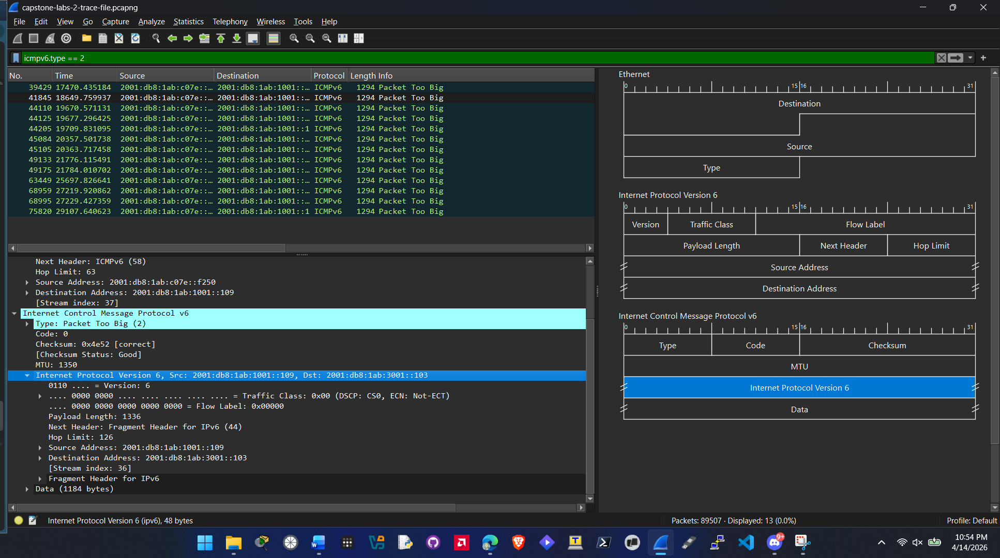 capstone-labs-2-trace-file.pcapng
File Edit View Go Capture Analyze Statistics Telephony Wireless Tools Help
icmpv6.type == 2
No. Time Source Destination Protocol Length Info
39429 17470.435184 2001:db8:1ab:c07e::… 2001:db8:1ab:1001::… ICMPv6 1294 Packet Too Big
41845 18649.759937 2001:db8:1ab:c07e::… 2001:db8:1ab:1001::… ICMPv6 1294 Packet Too Big
44110 19670.571131 2001:db8:1ab:c07e::… 2001:db8:1ab:1001::… ICMPv6 1294 Packet Too Big
44125 19677.296425 2001:db8:1ab:c07e::… 2001:db8:1ab:1001::… ICMPv6 1294 Packet Too Big
44205 19709.831095 2001:db8:1ab:c07e::… 2001:db8:1ab:1001::1 ICMPv6 1294 Packet Too Big
45084 20357.501738 2001:db8:1ab:c07e::… 2001:db8:1ab:1001::… ICMPv6 1294 Packet Too Big
45105 20363.717458 2001:db8:1ab:c07e::… 2001:db8:1ab:1001::… ICMPv6 1294 Packet Too Big
49133 21776.115491 2001:db8:1ab:c07e::… 2001:db8:1ab:1001::… ICMPv6 1294 Packet Too Big
49175 21784.010702 2001:db8:1ab:c07e::… 2001:db8:1ab:1001::… ICMPv6 1294 Packet Too Big
63449 25697.826641 2001:db8:1ab:c07e::… 2001:db8:1ab:1001::… ICMPv6 1294 Packet Too Big
68959 27219.920862 2001:db8:1ab:c07e::… 2001:db8:1ab:1001::… ICMPv6 1294 Packet Too Big
68995 27229.427359 2001:db8:1ab:c07e::… 2001:db8:1ab:1001::… ICMPv6 1294 Packet Too Big
75820 29107.640623 2001:db8:1ab:c07e::… 2001:db8:1ab:1001::1 ICMPv6 1294 Packet Too Big
Next Header: ICMPv6 (58)
Hop Limit: 63
Source Address: 2001:db8:1ab:c07e::f250
Destination Address: 2001:db8:1ab:1001::109
[Stream index: 37]
Internet Control Message Protocol v6
Type: Packet Too Big (2)
Code: 0
Checksum: 0x4e52 [correct]
[Checksum Status: Good]
MTU: 1350
Internet Protocol Version 6, Src: 2001:db8:1ab:1001::109, Dst: 2001:db8:1ab:3001::103
0110 .... = Version: 6
.... 0000 0000 .... .... .... .... .... = Traffic Class: 0x00 (DSCP: CS0, ECN: Not-ECT)
.... 0000 0000 0000 0000 0000 = Flow Label: 0x00000
Payload Length: 1336
Next Header: Fragment Header for IPv6 (44)
Hop Limit: 126
Source Address: 2001:db8:1ab:1001::109
Destination Address: 2001:db8:1ab:3001::103
[Stream index: 36]
Fragment Header for IPv6
Data (1184 bytes)
Ethernet
0 15 16 31
Destination
Source
Type
Internet Protocol Version 6
0 15 16 31
Version Traffic Class Flow Label
Payload Length Next Header Hop Limit
Source Address
Destination Address
Internet Control Message Protocol v6
0 15 16 31
Type Code Checksum
MTU
Internet Protocol Version 6
Data
Internet Protocol Version 6 (ipv6), 48 bytes
Packets: 89507 · Displayed: 13 (0.0%)
Profile: Default
9+
10:54 PM
4/14/2026